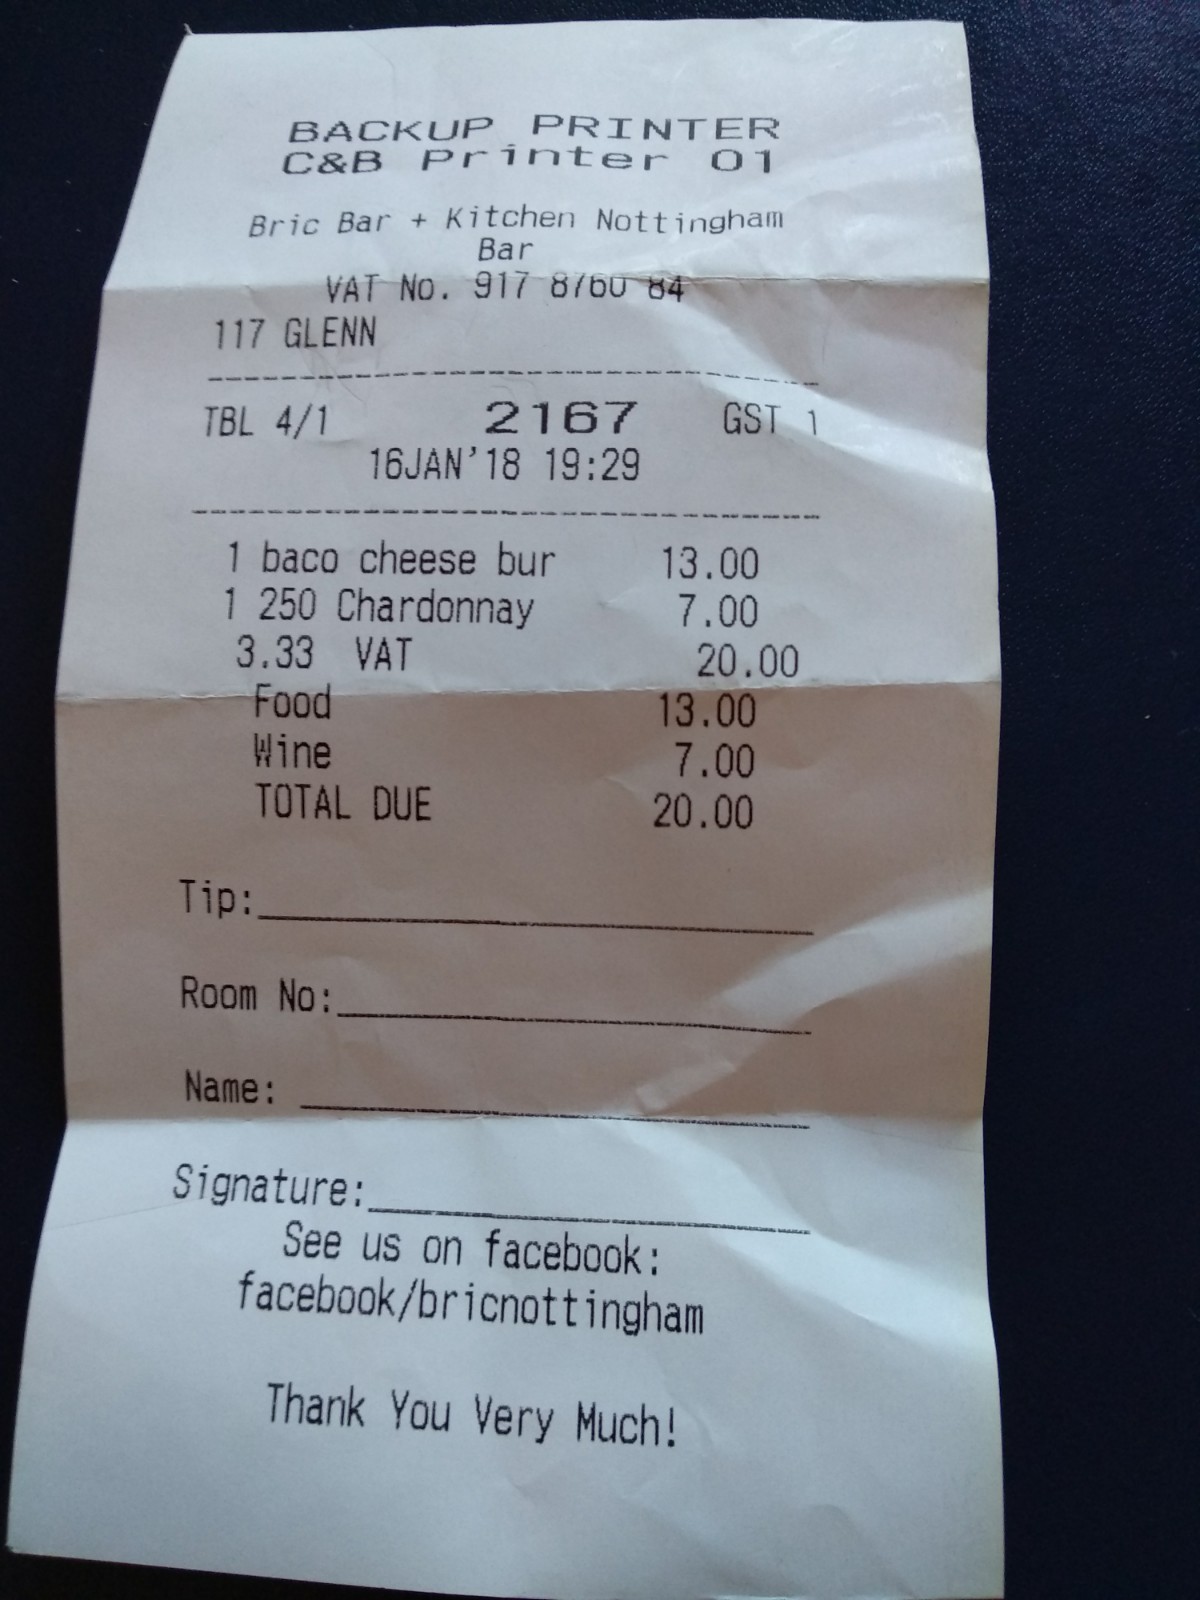 BACKUP PRINTER
C&B Printer 01
Bric Bar + Kitchen Nottingham
Bar
VAT No. 917 8760 84
117 GLENN
TBL 4/1 2167 GST 1
16JAN'18 19:29
1 baco cheese bur 13.00
1 250 Chardonnay 7.00
3.33 VAT 20.00
Food 13.00
Wine 7.00
TOTAL DUE 20.00
Tip:
Room No:
Name:
Signature:
See us on facebook:
facebook/bricnottingham
Thank You Very Much!